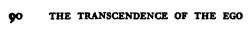 90 THE TRANSCENDENCE OF THE EGO